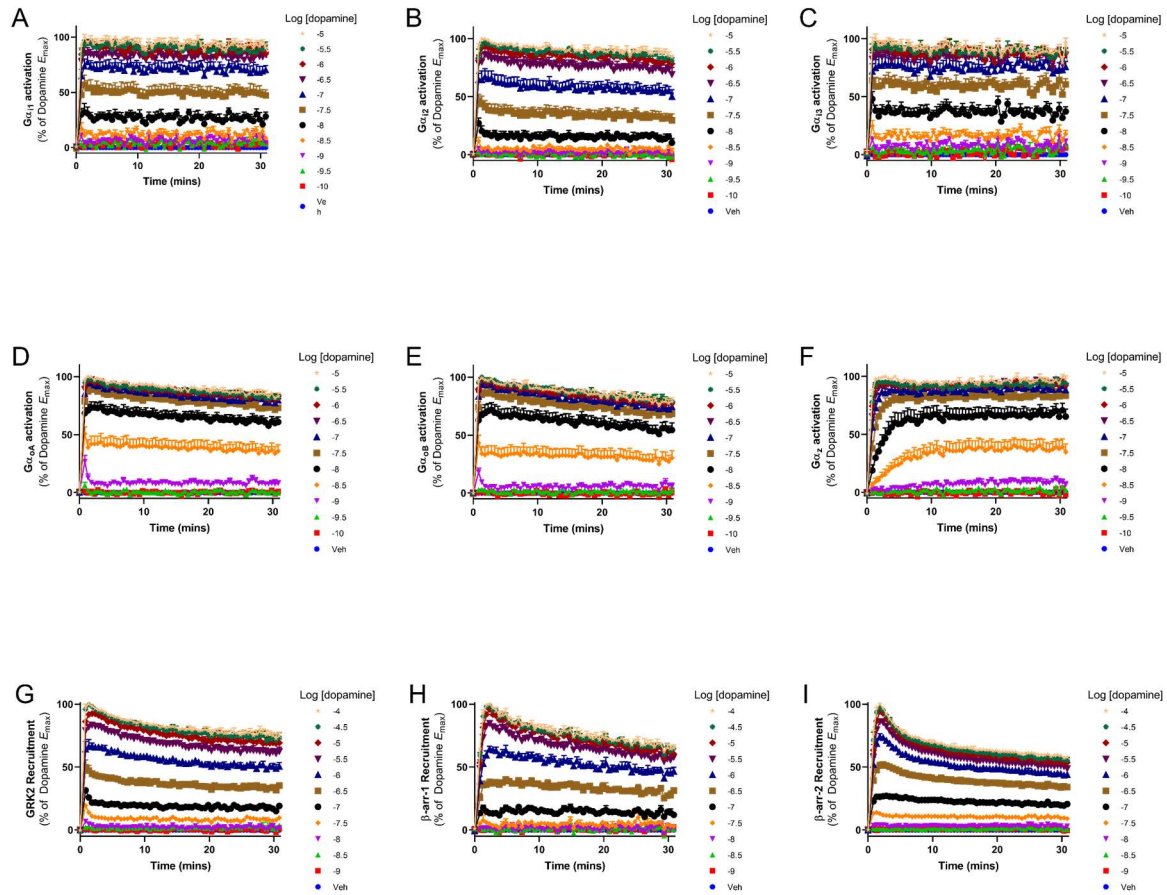 A
Gαi1 activation
(% of Dopamine Emax)
100
50
0
0 10 20 30
Time (mins)
Log [dopamine]
-5
-5.5
-6
-6.5
-7
-7.5
-8
-8.5
-9
-9.5
-10
Ve
h
B
Gαi2 activation
(% of Dopamine Emax)
100
50
0
0 10 20 30
Time (mins)
Log [dopamine]
-5
-5.5
-6
-6.5
-7
-7.5
-8
-8.5
-9
-9.5
-10
Veh
C
Gαi3 activation
(% of Dopamine Emax)
100
50
0
0 10 20 30
Time (mins)
Log [dopamine]
-5
-5.5
-6
-6.5
-7
-7.5
-8
-8.5
-9
-9.5
-10
Veh
D
GαoA activation
(% of Dopamine Emax)
100
50
0
0 10 20 30
Time (mins)
Log [dopamine]
-5
-5.5
-6
-6.5
-7
-7.5
-8
-8.5
-9
-9.5
-10
Veh
E
GαoB activation
(% of Dopamine Emax)
100
50
0
0 10 20 30
Time (mins)
Log [dopamine]
-5
-5.5
-6
-6.5
-7
-7.5
-8
-8.5
-9
-9.5
-10
Veh
F
Gαz activation
(% of Dopamine Emax)
100
50
0
0 10 20 30
Time (mins)
Log [dopamine]
-5
-5.5
-6
-6.5
-7
-7.5
-8
-8.5
-9
-9.5
-10
Veh
G
GRK2 Recruitment
(% of Dopamine Emax)
100
50
0
0 10 20 30
Time (mins)
Log [dopamine]
-4
-4.5
-5
-5.5
-6
-6.5
-7
-7.5
-8
-8.5
-9
Veh
H
β-arr-1 Recruitment
(% of Dopamine Emax)
100
50
0
0 10 20 30
Time (mins)
Log [dopamine]
-4
-4.5
-5
-5.5
-6
-6.5
-7
-7.5
-8
-8.5
-9
Veh
I
β-arr-2 Recruitment
(% of Dopamine Emax)
100
50
0
0 10 20 30
Time (mins)
Log [dopamine]
-4
-4.5
-5
-5.5
-6
-6.5
-7
-7.5
-8
-8.5
-9
Veh